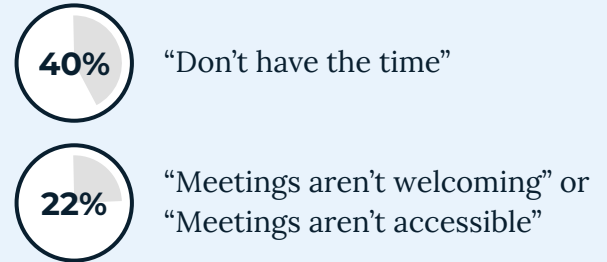 40%
“Don’t have the time”
22%
“Meetings aren’t welcoming” or
“Meetings aren’t accessible”